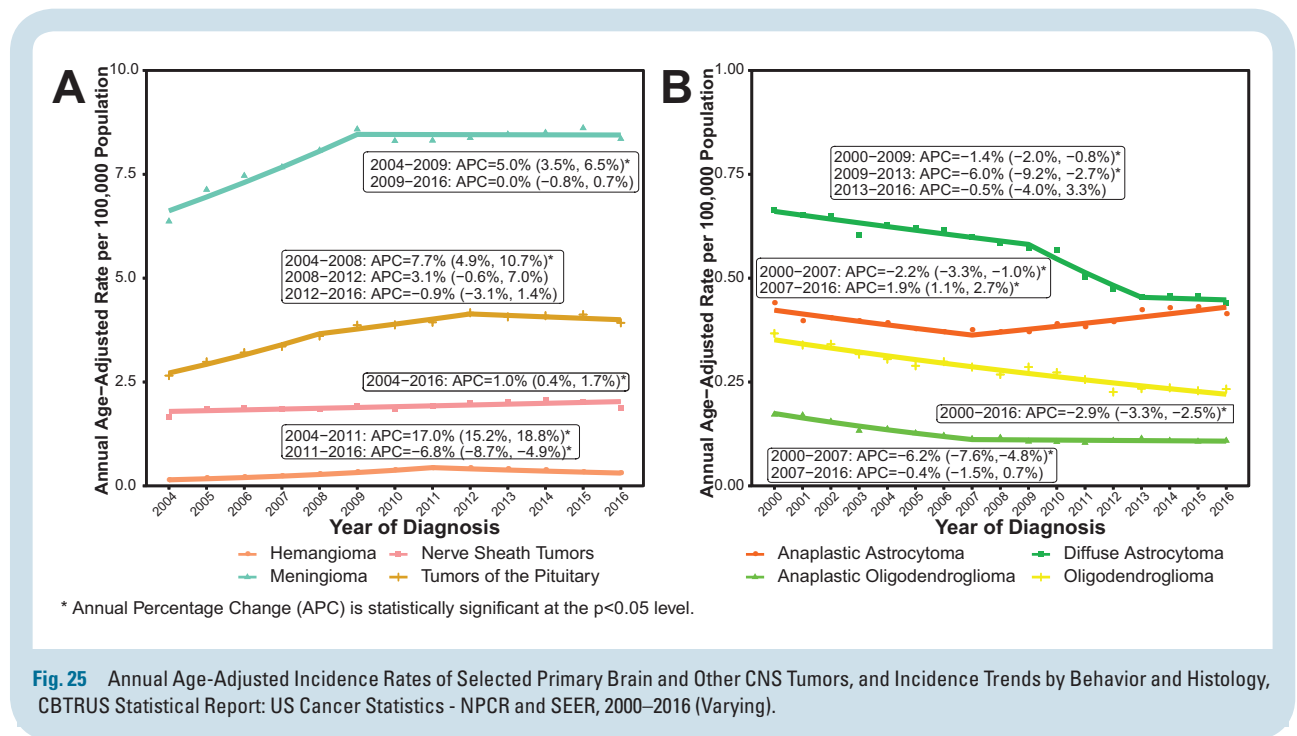 A
Annual Age−Adjusted Rate per 100,000 Population
10.0
7.5
5.0
2.5
0.0
2004−2009: APC=5.0% (3.5%, 6.5%)*
2009−2016: APC=0.0% (−0.8%, 0.7%)
2004−2008: APC=7.7% (4.9%, 10.7%)*
2008−2012: APC=3.1% (−0.6%, 7.0%)
2012−2016: APC=−0.9% (−3.1%, 1.4%)
2004−2016: APC=1.0% (0.4%, 1.7%)*
2004−2011: APC=17.0% (15.2%, 18.8%)*
2011−2016: APC=−6.8% (−8.7%, −4.9%)*
2004 2005 2006 2007 2008 2009 2010 2011 2012 2013 2014 2015 2016
Year of Diagnosis
Hemangioma Nerve Sheath Tumors
Meningioma Tumors of the Pituitary
B
Annual Age−Adjusted Rate per 100,000 Population
1.00
0.75
0.50
0.25
0.00
2000−2009: APC=−1.4% (−2.0%, −0.8%)*
2009−2013: APC=−6.0% (−9.2%, −2.7%)*
2013−2016: APC=−0.5% (−4.0%, 3.3%)
2000−2007: APC=−2.2% (−3.3%, −1.0%)*
2007−2016: APC=1.9% (1.1%, 2.7%)*
2000−2016: APC=−2.9% (−3.3%, −2.5%)*
2000−2007: APC=−6.2% (−7.6%,−4.8%)*
2007−2016: APC=−0.4% (−1.5%, 0.7%)
2000 2001 2002 2003 2004 2005 2006 2007 2008 2009 2010 2011 2012 2013 2014 2015 2016
Year of Diagnosis
Anaplastic Astrocytoma Diffuse Astrocytoma
Anaplastic Oligodendroglioma Oligodendroglioma
* Annual Percentage Change (APC) is statistically significant at the p<0.05 level.
Fig. 25 Annual Age-Adjusted Incidence Rates of Selected Primary Brain and Other CNS Tumors, and Incidence Trends by Behavior and Histology,
CBTRUS Statistical Report: US Cancer Statistics - NPCR and SEER, 2000–2016 (Varying).